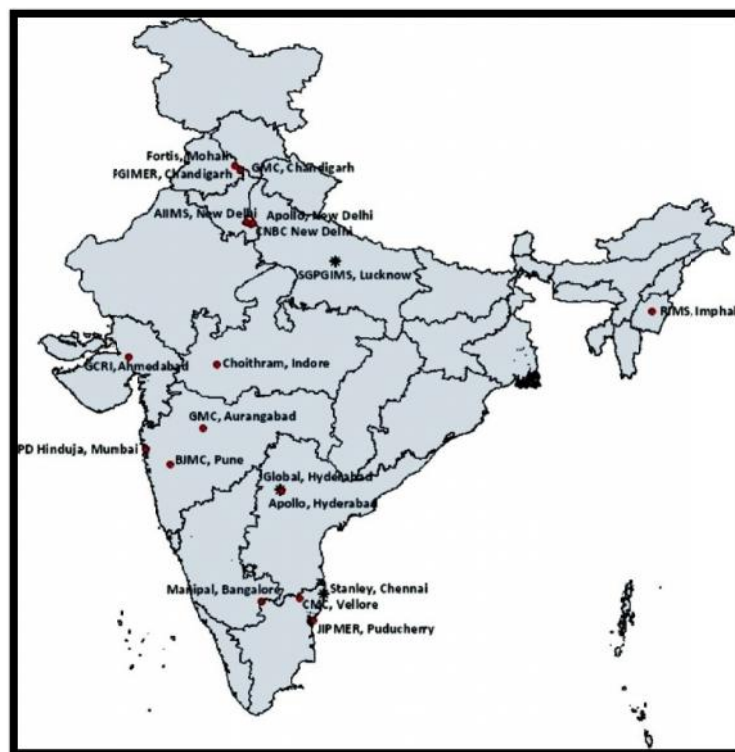 Fortis, Mohali
GMC, Chandigarh
PGIMER, Chandigarh
AIIMS, New Delhi
Apollo, New Delhi
CNBC New Delhi
SGPGIMS, Lucknow
RIMS, Imphal
GCRI, Ahmedabad
Choithram, Indore
GMC, Aurangabad
PD Hinduja, Mumbai
BJMC, Pune
Global, Hyderabad
Apollo, Hyderabad
Manipal, Bangalore
Stanley, Chennai
CMC, Vellore
JIPMER, Puducherry